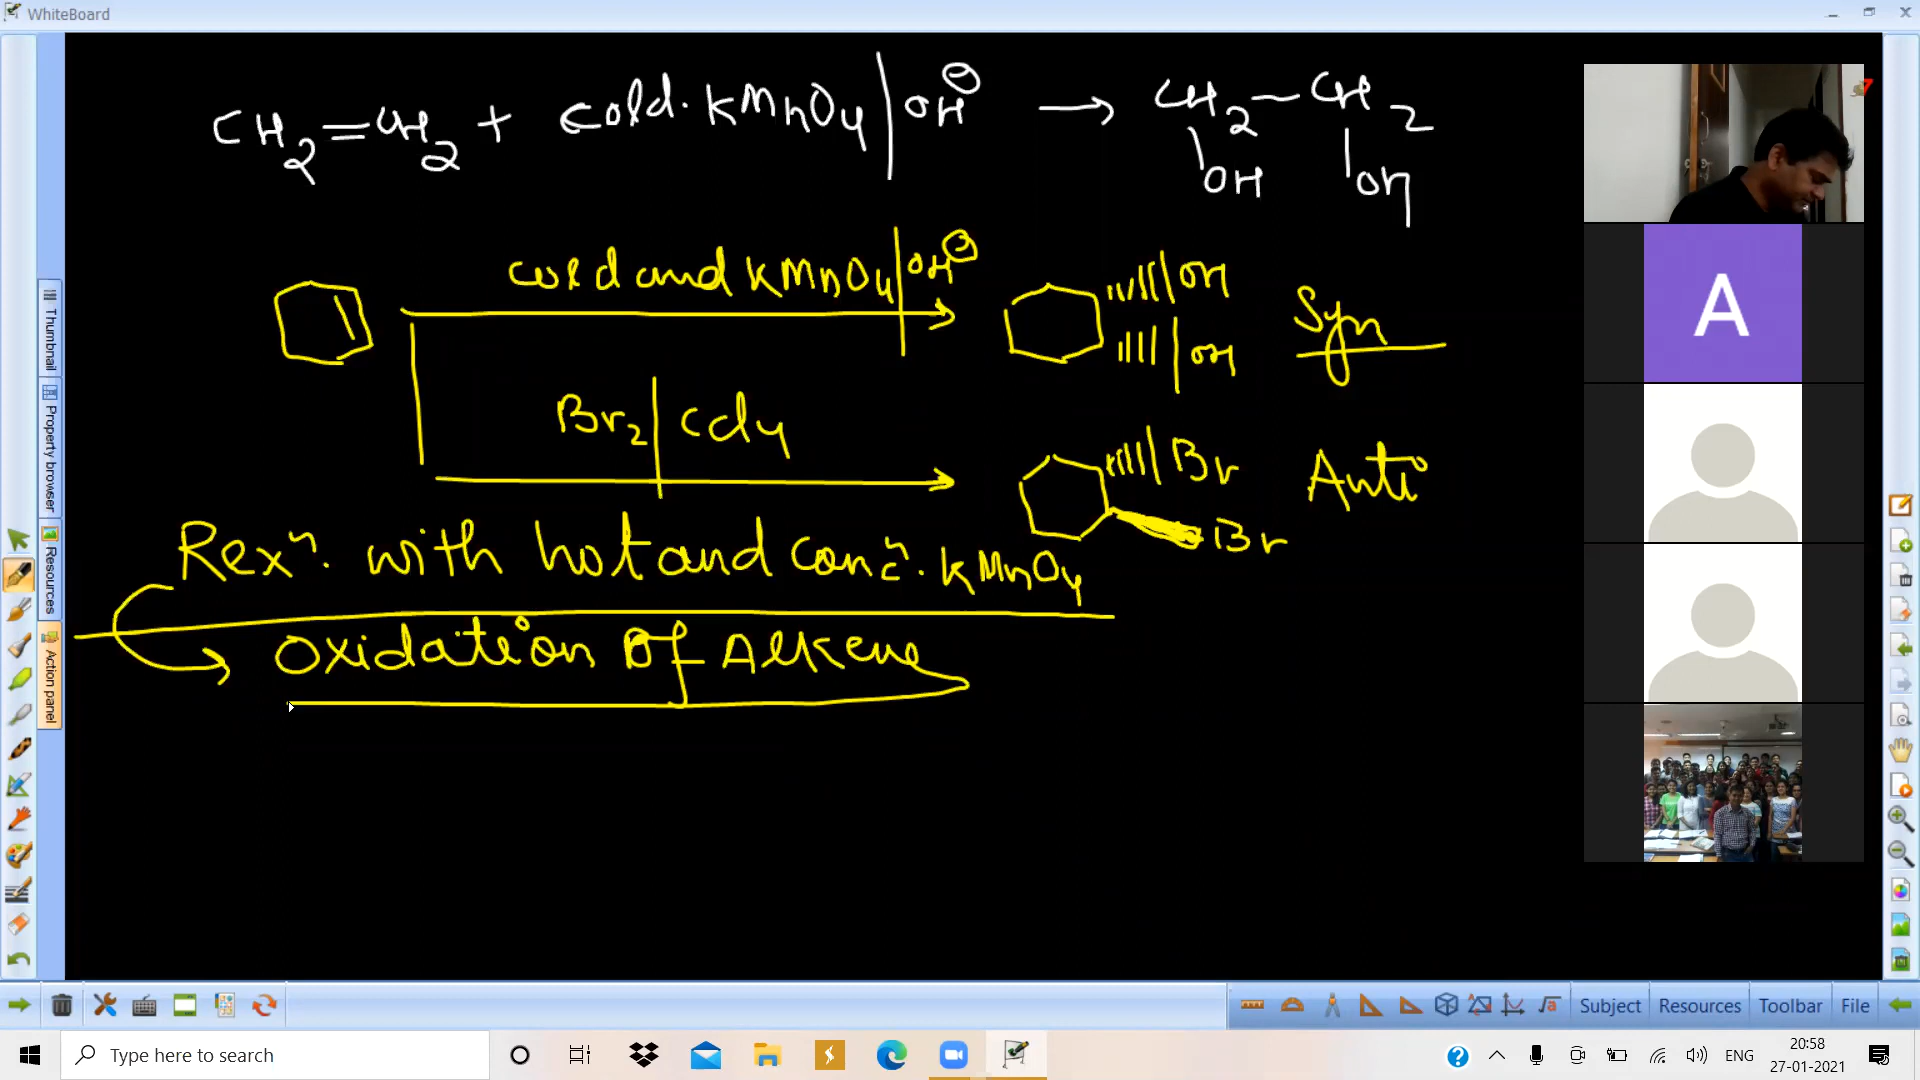 WhiteBoard
CH2=CH2 + cold. KMnO4 | OH⊖ → CH2–CH2
OH OH
cold and KMnO4 | OH⊖
OH
OH
Syn
Br2 | CCl4
Br
Br
Anti
Rexn. with hot and concn. KMnO4
Oxidation Of Alkene
A
Thumbnail
Property browser
Resources
Action panel
Subject Resources Toolbar File
Type here to search
ENG
20:58
27-01-2021